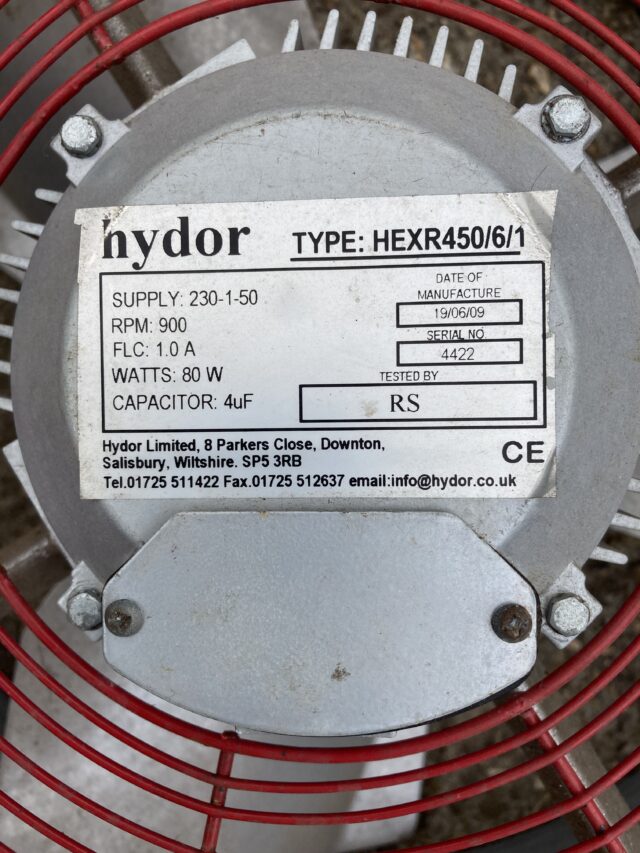 hydor TYPE: HEXR450/6/1
SUPPLY: 230-1-50
RPM: 900
FLC: 1.0 A
WATTS: 80 W
CAPACITOR: 4uF
DATE OF
MANUFACTURE
19/06/09
SERIAL NO.
4422
TESTED BY
RS
Hydor Limited, 8 Parkers Close, Downton,
Salisbury, Wiltshire. SP5 3RB
Tel.01725 511422 Fax.01725 512637 email:info@hydor.co.uk
CE